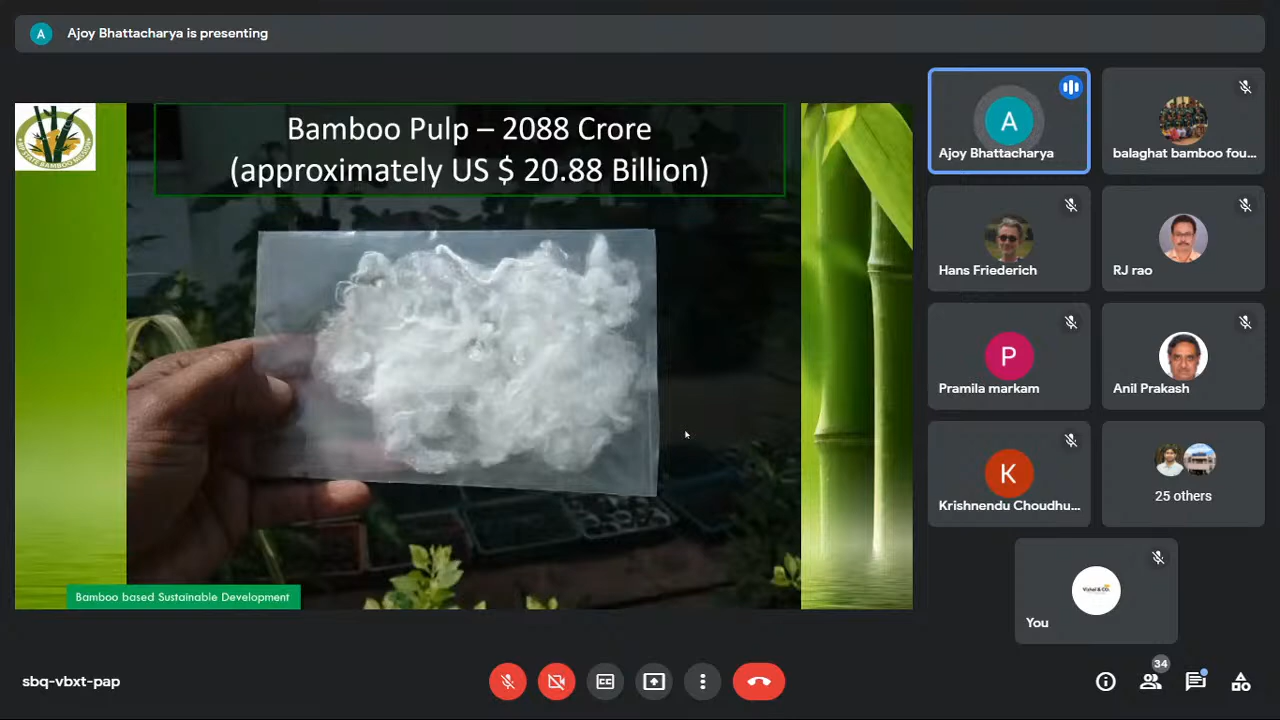 A
Ajoy Bhattacharya is presenting
Bamboo Pulp – 2088 Crore
(approximately US $ 20.88 Billion)
Bamboo based Sustainable Development
A
Ajoy Bhattacharya
balaghat bamboo fou...
Hans Friederich
RJ rao
P
Pramila markam
Anil Prakash
K
Krishnendu Choudhu...
25 others
You
sbq-vbxt-pap
CC
34